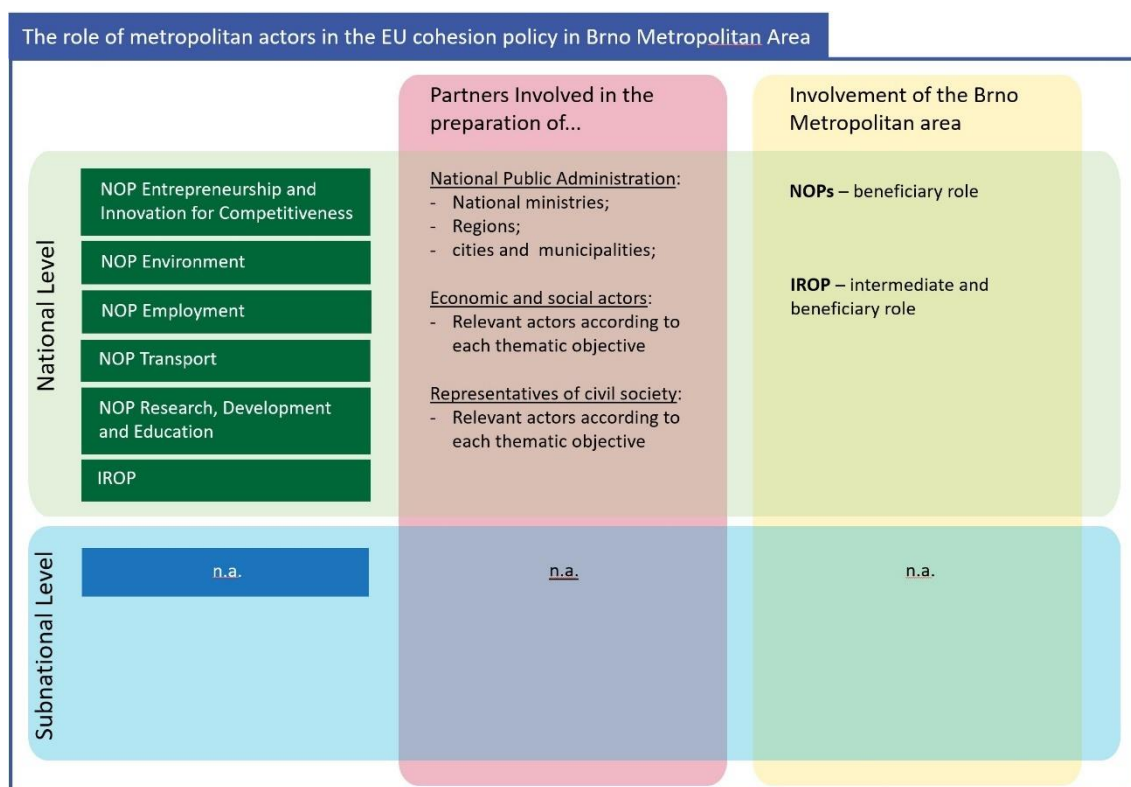 The role of metropolitan actors in the EU cohesion policy in Brno Metropolitan Area
Partners Involved in the
preparation of...
Involvement of the Brno
Metropolitan area
National Level
NOP Entrepreneurship and
Innovation for Competitiveness
NOP Environment
NOP Employment
NOP Transport
NOP Research, Development
and Education
IROP
National Public Administration:
- National ministries;
- Regions;
- cities and municipalities;
Economic and social actors:
- Relevant actors according to
each thematic objective
Representatives of civil society:
- Relevant actors according to
each thematic objective
NOPs – beneficiary role
IROP – intermediate and
beneficiary role
Subnational Level
n.a.
n.a.
n.a.